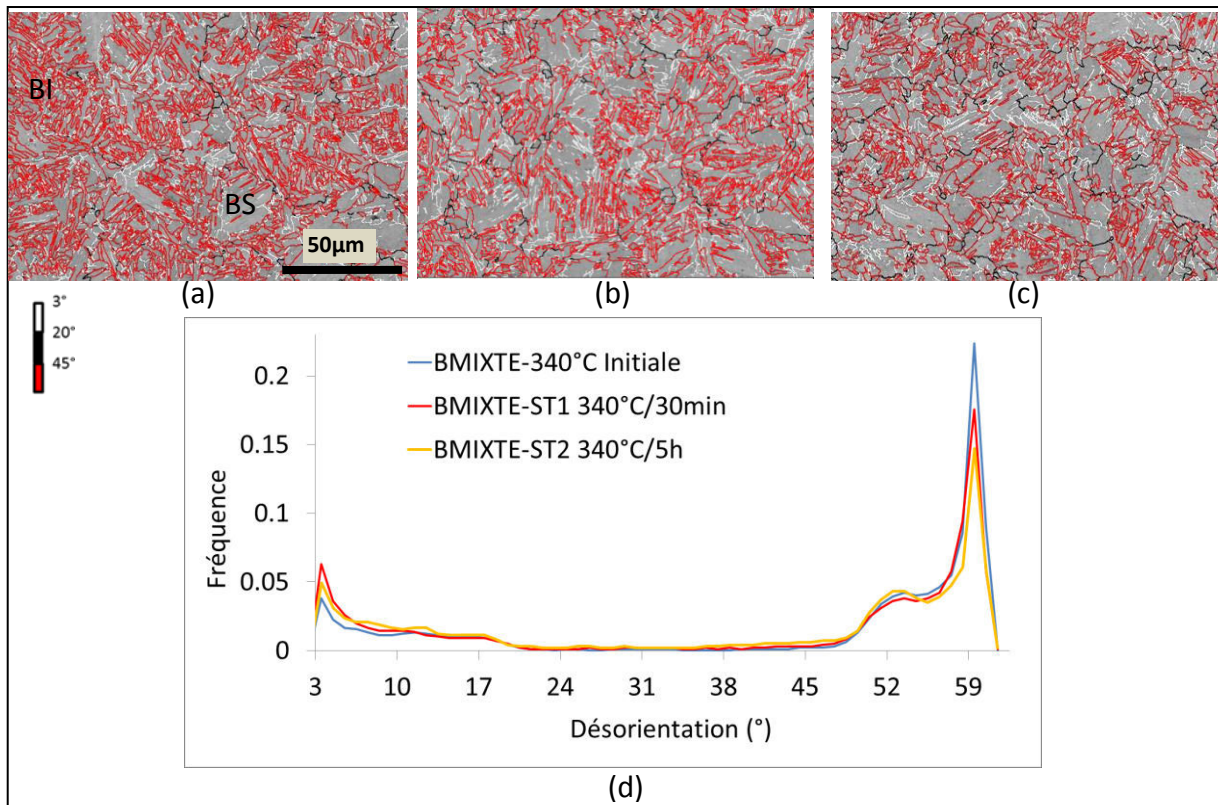 BI
BS
50µm
(a)
(b)
(c)
3°
20°
45°
BMIXTE-340°C Initiale
BMIXTE-ST1 340°C/30min
BMIXTE-ST2 340°C/5h
Fréquence
0.2
0.15
0.1
0.05
0
3 10 17 24 31 38 45 52 59
Désorientation (°)
(d)